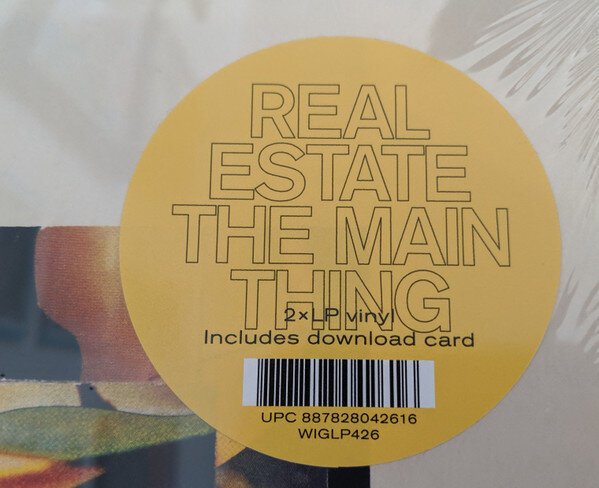 REAL
ESTATE
THE MAIN
THING
2×LP vinyl
Includes download card
UPC 887828042616
WIGLP426